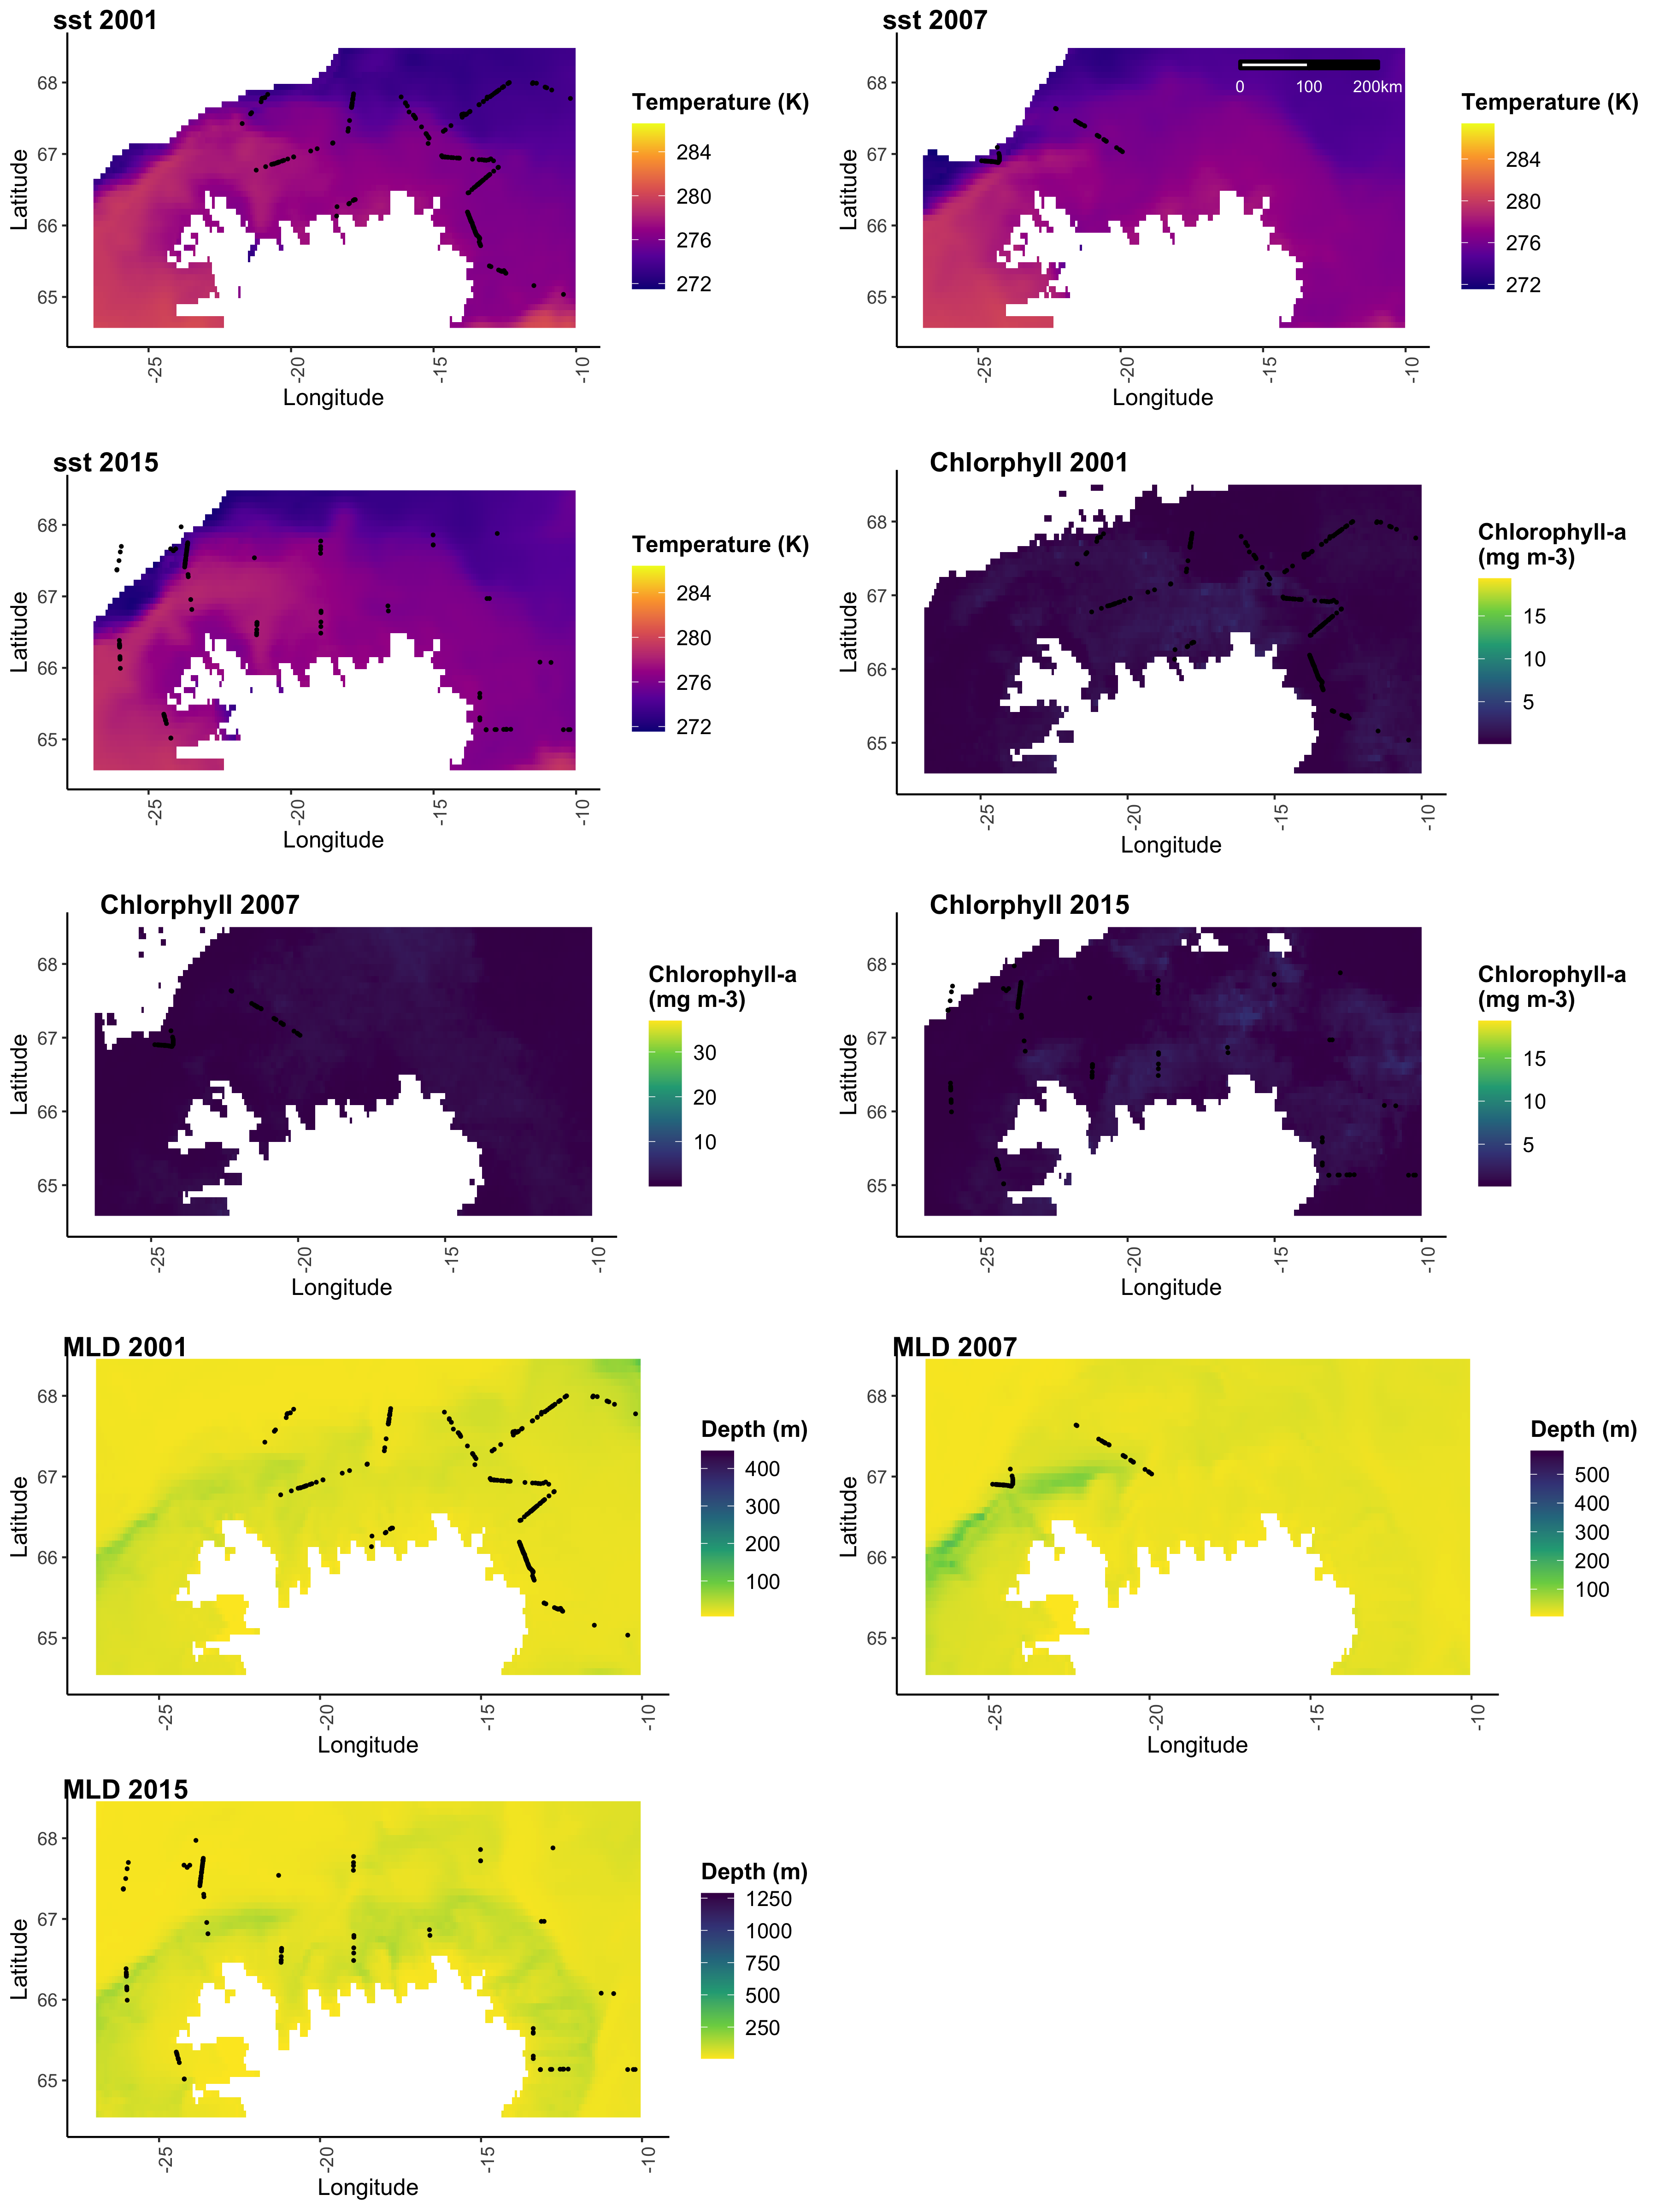 sst 2001
68
67
66
65
Latitude
-25
-20
-15
-10
Longitude
Temperature (K)
284
280
276
272
sst 2007
0 100 200km
68
67
66
65
Latitude
-25
-20
-15
-10
Longitude
Temperature (K)
284
280
276
272
sst 2015
68
67
66
65
Latitude
-25
-20
-15
-10
Longitude
Temperature (K)
284
280
276
272
Chlorphyll 2001
68
67
66
65
Latitude
-25
-20
-15
-10
Longitude
Chlorophyll-a
(mg m-3)
15
10
5
Chlorphyll 2007
68
67
66
65
Latitude
-25
-20
-15
-10
Longitude
Chlorophyll-a
(mg m-3)
30
20
10
Chlorphyll 2015
68
67
66
65
Latitude
-25
-20
-15
-10
Longitude
Chlorophyll-a
(mg m-3)
15
10
5
MLD 2001
68
67
66
65
Latitude
-25
-20
-15
-10
Longitude
Depth (m)
400
300
200
100
MLD 2007
68
67
66
65
Latitude
-25
-20
-15
-10
Longitude
Depth (m)
500
400
300
200
100
MLD 2015
68
67
66
65
Latitude
-25
-20
-15
-10
Longitude
Depth (m)
1250
1000
750
500
250